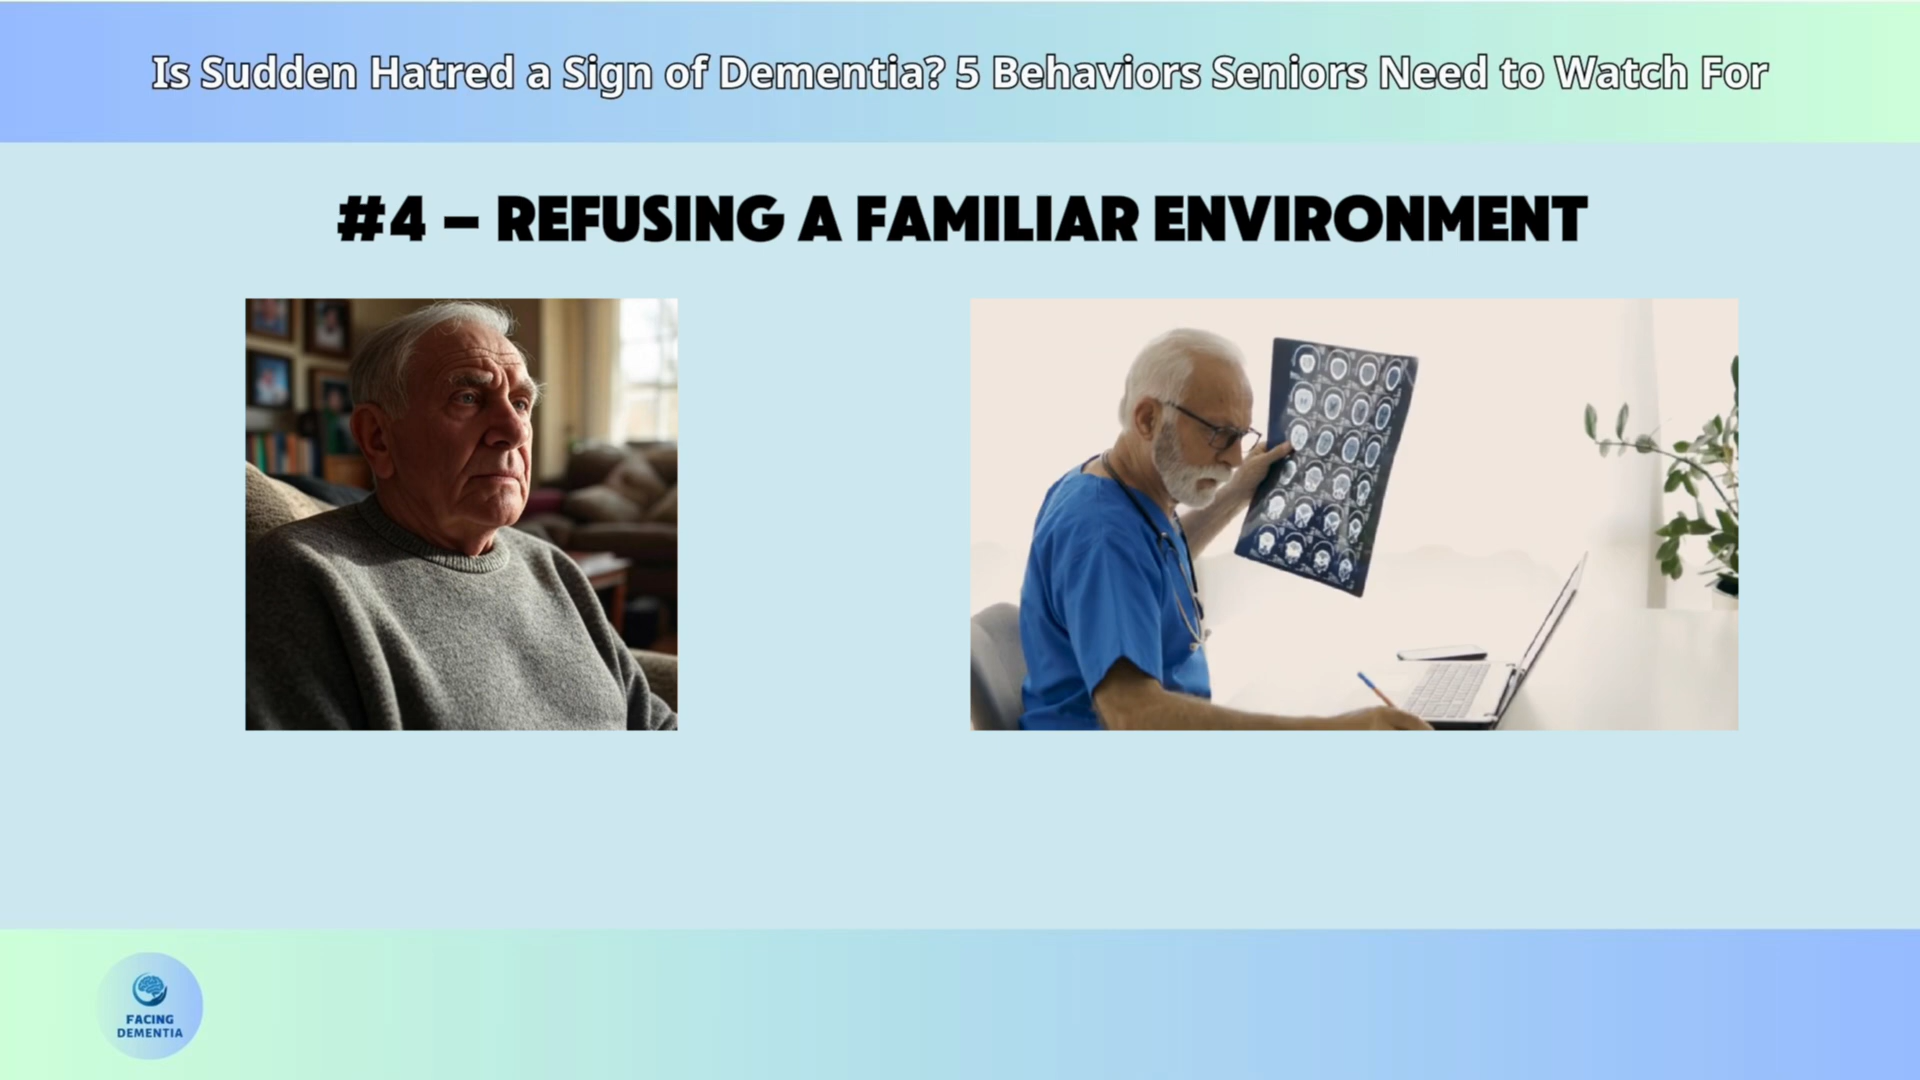 Is Sudden Hatred a Sign of Dementia? 5 Behaviors Seniors Need to Watch For
#4 – REFUSING A FAMILIAR ENVIRONMENT
FACING
DEMENTIA